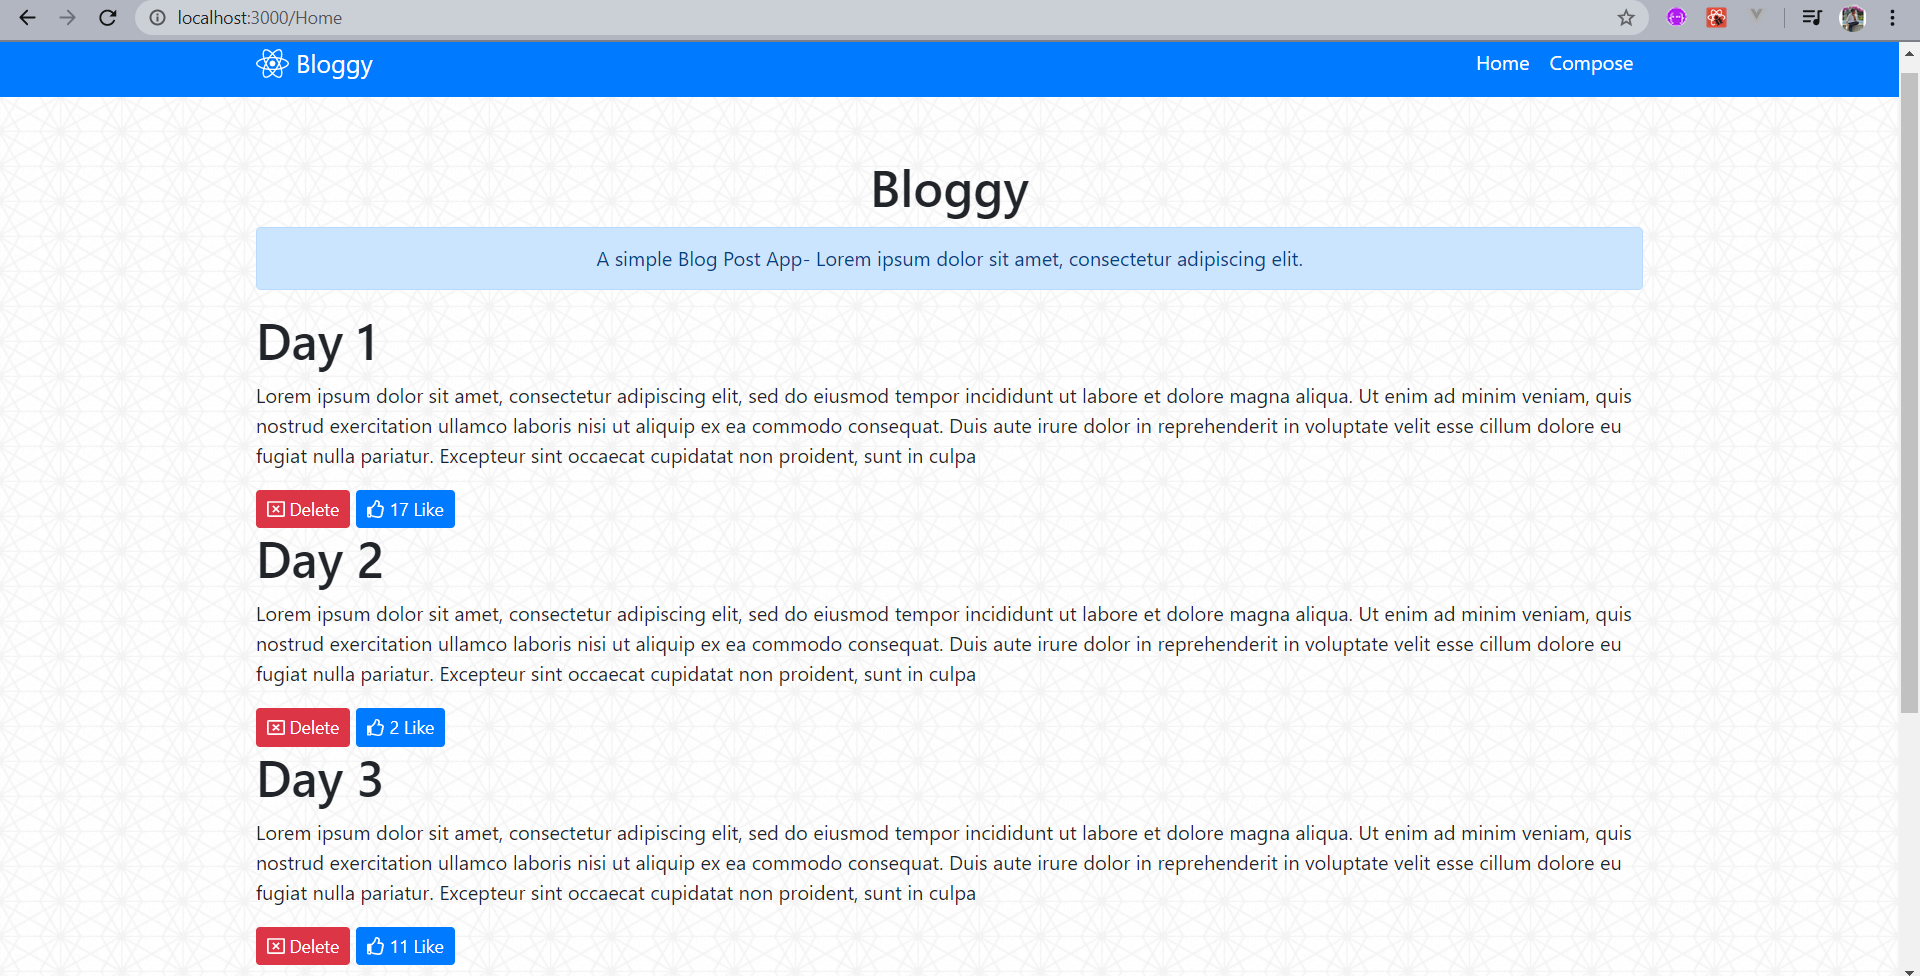 localhost:3000/Home
Bloggy
Home Compose
Bloggy
A simple Blog Post App- Lorem ipsum dolor sit amet, consectetur adipiscing elit.
Day 1
Lorem ipsum dolor sit amet, consectetur adipiscing elit, sed do eiusmod tempor incididunt ut labore et dolore magna aliqua. Ut enim ad minim veniam, quis
nostrud exercitation ullamco laboris nisi ut aliquip ex ea commodo consequat. Duis aute irure dolor in reprehenderit in voluptate velit esse cillum dolore eu
fugiat nulla pariatur. Excepteur sint occaecat cupidatat non proident, sunt in culpa
Delete 17 Like
Day 2
Lorem ipsum dolor sit amet, consectetur adipiscing elit, sed do eiusmod tempor incididunt ut labore et dolore magna aliqua. Ut enim ad minim veniam, quis
nostrud exercitation ullamco laboris nisi ut aliquip ex ea commodo consequat. Duis aute irure dolor in reprehenderit in voluptate velit esse cillum dolore eu
fugiat nulla pariatur. Excepteur sint occaecat cupidatat non proident, sunt in culpa
Delete 2 Like
Day 3
Lorem ipsum dolor sit amet, consectetur adipiscing elit, sed do eiusmod tempor incididunt ut labore et dolore magna aliqua. Ut enim ad minim veniam, quis
nostrud exercitation ullamco laboris nisi ut aliquip ex ea commodo consequat. Duis aute irure dolor in reprehenderit in voluptate velit esse cillum dolore eu
fugiat nulla pariatur. Excepteur sint occaecat cupidatat non proident, sunt in culpa
Delete 11 Like